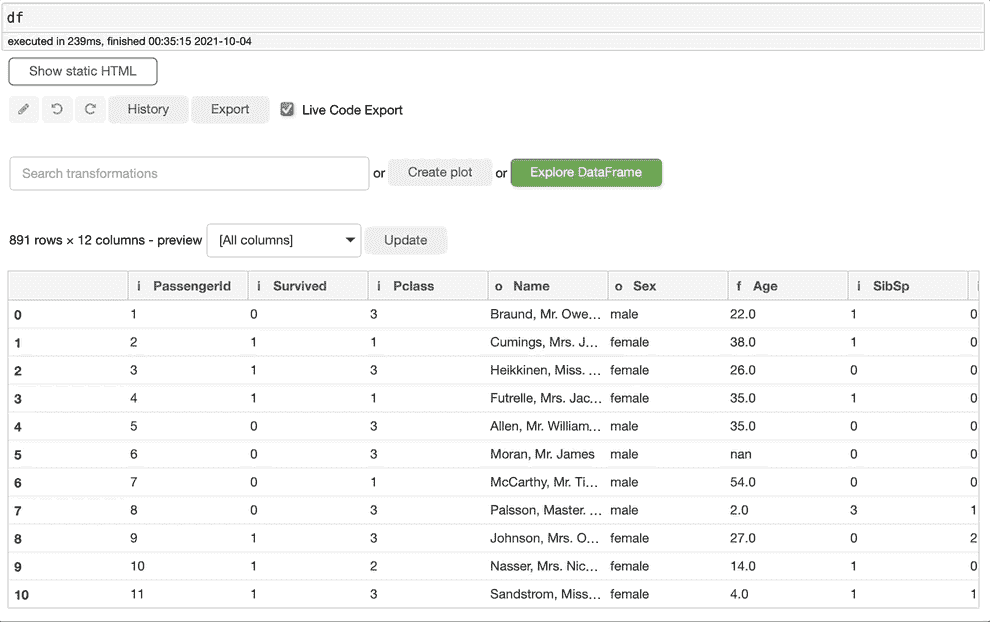 df
executed in 239ms, finished 00:35:15 2021-10-04
Show static HTML
History Export Live Code Export
Search transformations or Create plot or Explore DataFrame
891 rows × 12 columns - preview [All columns] Update
i PassengerId i Survived i Pclass o Name o Sex f Age i SibSp i
0 1 0 3 Braund, Mr. Owe... male 22.0 1 0
1 2 1 1 Cumings, Mrs. J... female 38.0 1 0
2 3 1 3 Heikkinen, Miss. ... female 26.0 0 0
3 4 1 1 Futrelle, Mrs. Jac... female 35.0 1 0
4 5 0 3 Allen, Mr. William... male 35.0 0 0
5 6 0 3 Moran, Mr. James male nan 0 0
6 7 0 1 McCarthy, Mr. Ti... male 54.0 0 0
7 8 0 3 Palsson, Master. ... male 2.0 3 1
8 9 1 3 Johnson, Mrs. O... female 27.0 0 2
9 10 1 2 Nasser, Mrs. Nic... female 14.0 1 0
10 11 1 3 Sandstrom, Miss... female 4.0 1 1